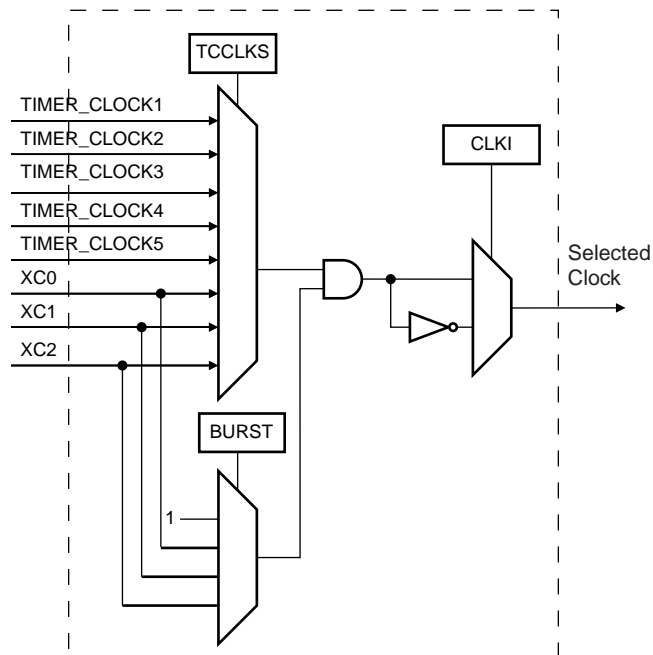 TCCLKS
TIMER_CLOCK1
TIMER_CLOCK2
TIMER_CLOCK3
TIMER_CLOCK4
TIMER_CLOCK5
XC0
XC1
XC2
CLKI
Selected
Clock
BURST
1